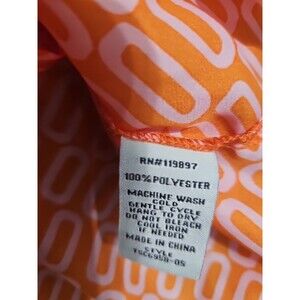 RN#119897
100% POLYESTER
MACHINE WASH
COLD
GENTLE CYCLE
HANG TO DRY
DO NOT BLEACH
COOL IRON
IF NEEDED
MADE IN CHINA
STYLE